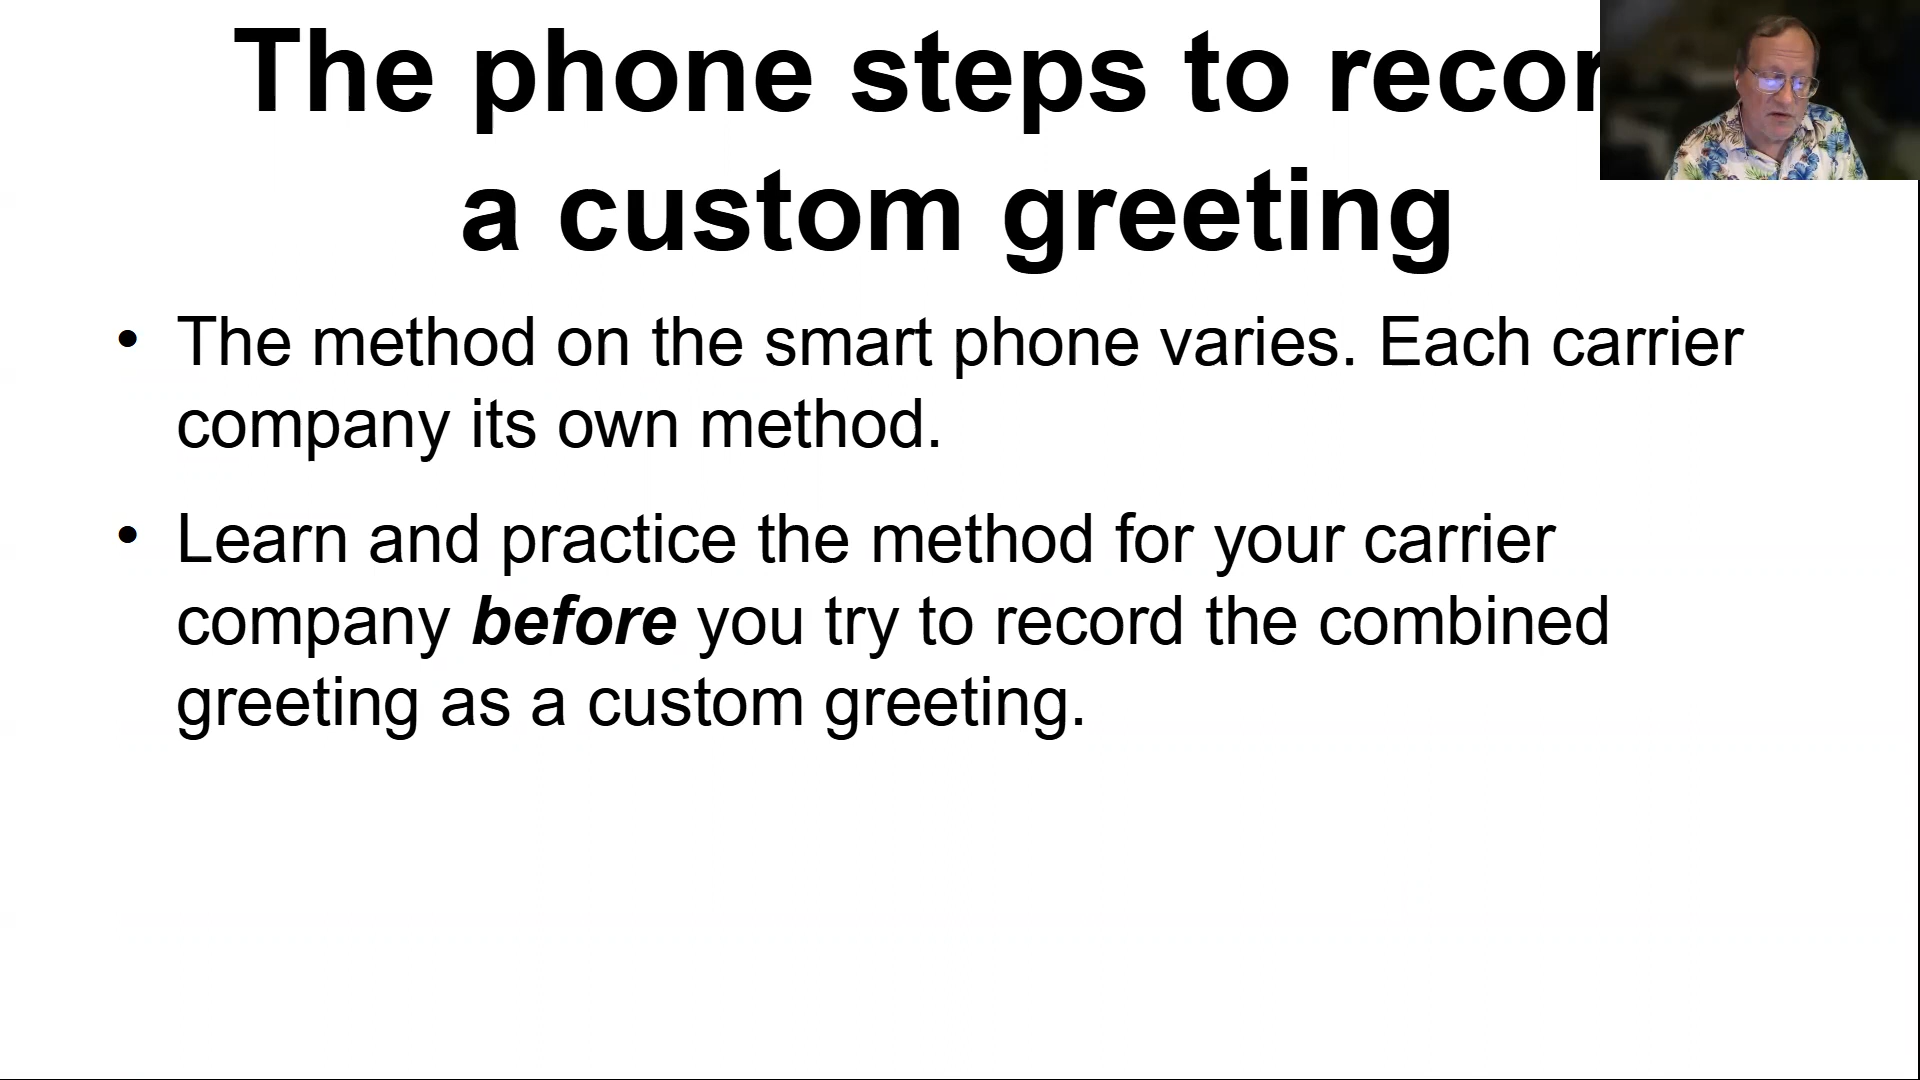 The phone steps to recor
a custom greeting
• The method on the smart phone varies. Each carrier
company its own method.
• Learn and practice the method for your carrier
company before you try to record the combined
greeting as a custom greeting.